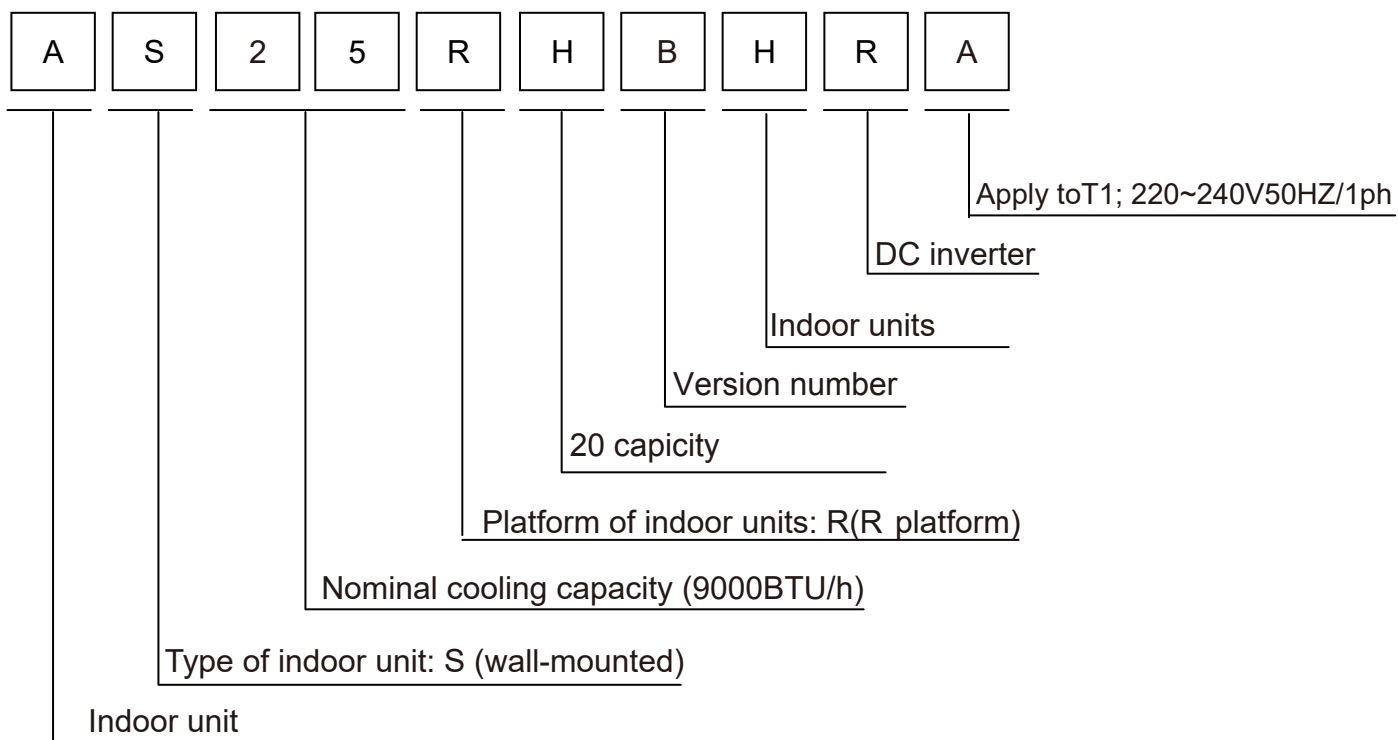 A S 2 5 R H B H R A
Apply toT1; 220~240V50HZ/1ph
DC inverter
Indoor units
Version number
20 capicity
Platform of indoor units: R(R platform)
Nominal cooling capacity (9000BTU/h)
Type of indoor unit: S (wall-mounted)
Indoor unit